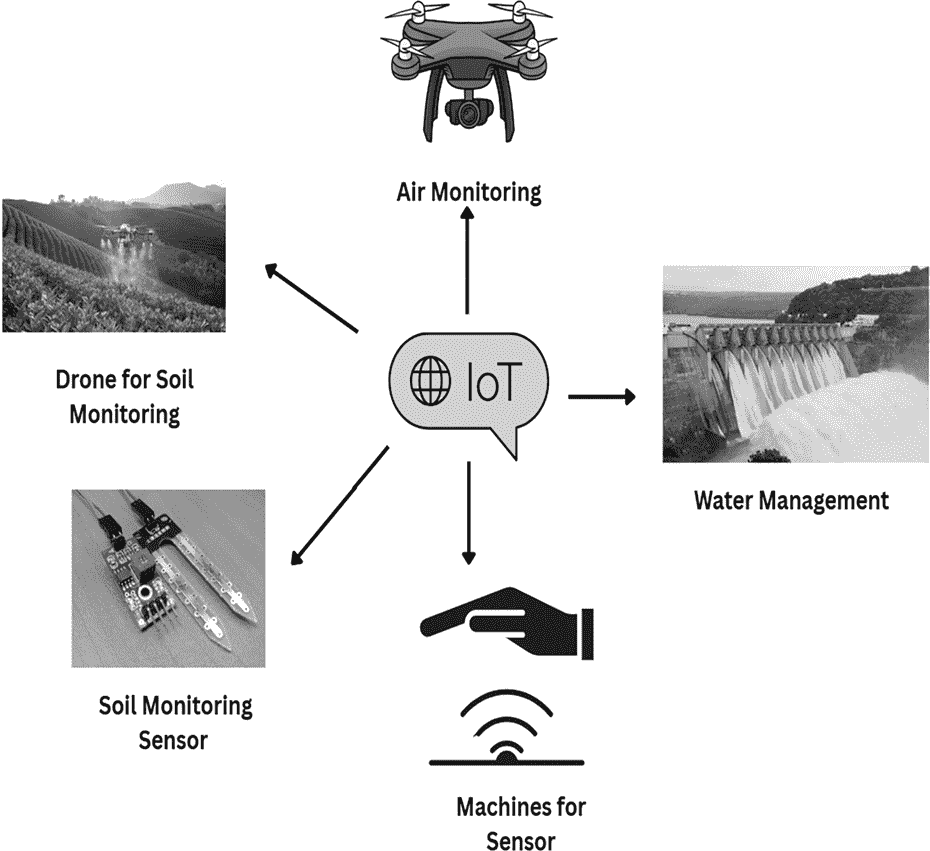 Air Monitoring
Drone for Soil
Monitoring
IoT
Water Management
Soil Monitoring
Sensor
Machines for
Sensor